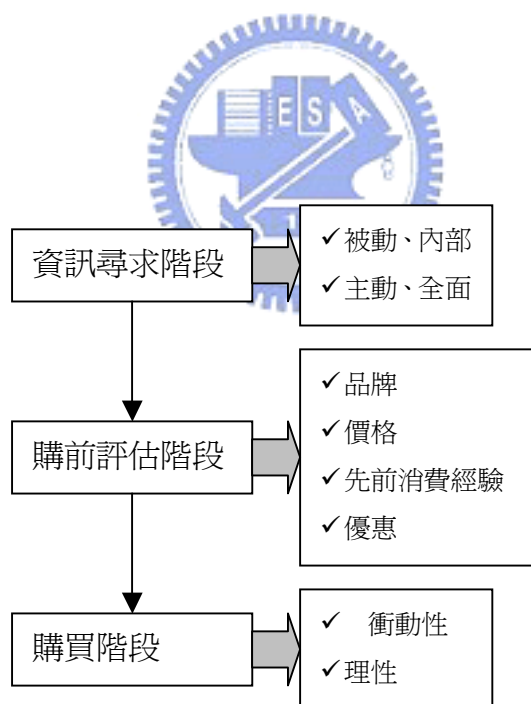 ESA
資訊尋求階段
✓被動、內部
✓主動、全面
購前評估階段
✓品牌
✓價格
✓先前消費經驗
✓優惠
購買階段
✓ 衝動性
✓理性